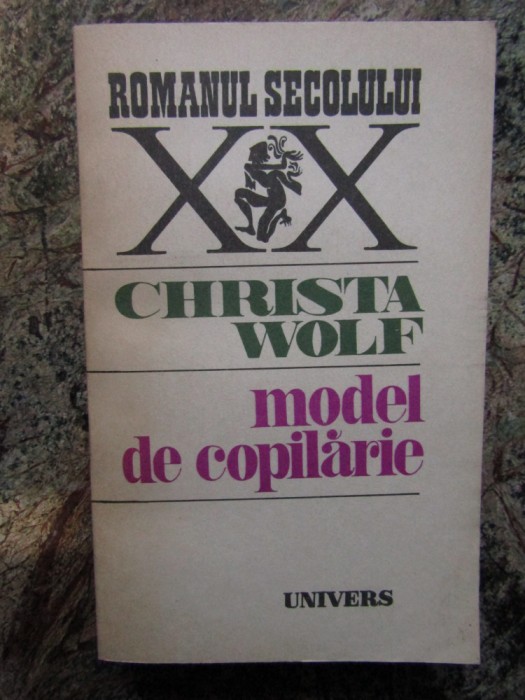 ROMANUL SECOLULUI
XX
CHRISTA
WOLF
model
de copilărie
UNIVERS